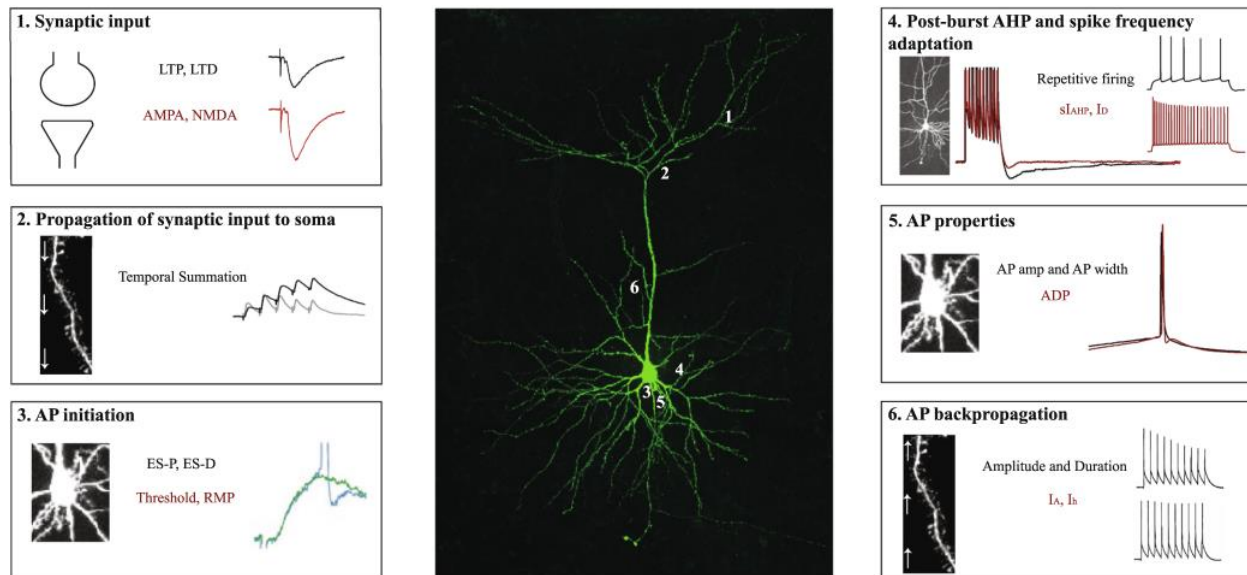 1. Synaptic input
LTP, LTD
AMPA, NMDA
2. Propagation of synaptic input to soma
Temporal Summation
3. AP initiation
ES-P, ES-D
Threshold, RMP
1
2
6
4
3
5
4. Post-burst AHP and spike frequency
adaptation
Repetitive firing
sIAHP, ID
5. AP properties
AP amp and AP width
ADP
6. AP backpropagation
Amplitude and Duration
IA, Ih